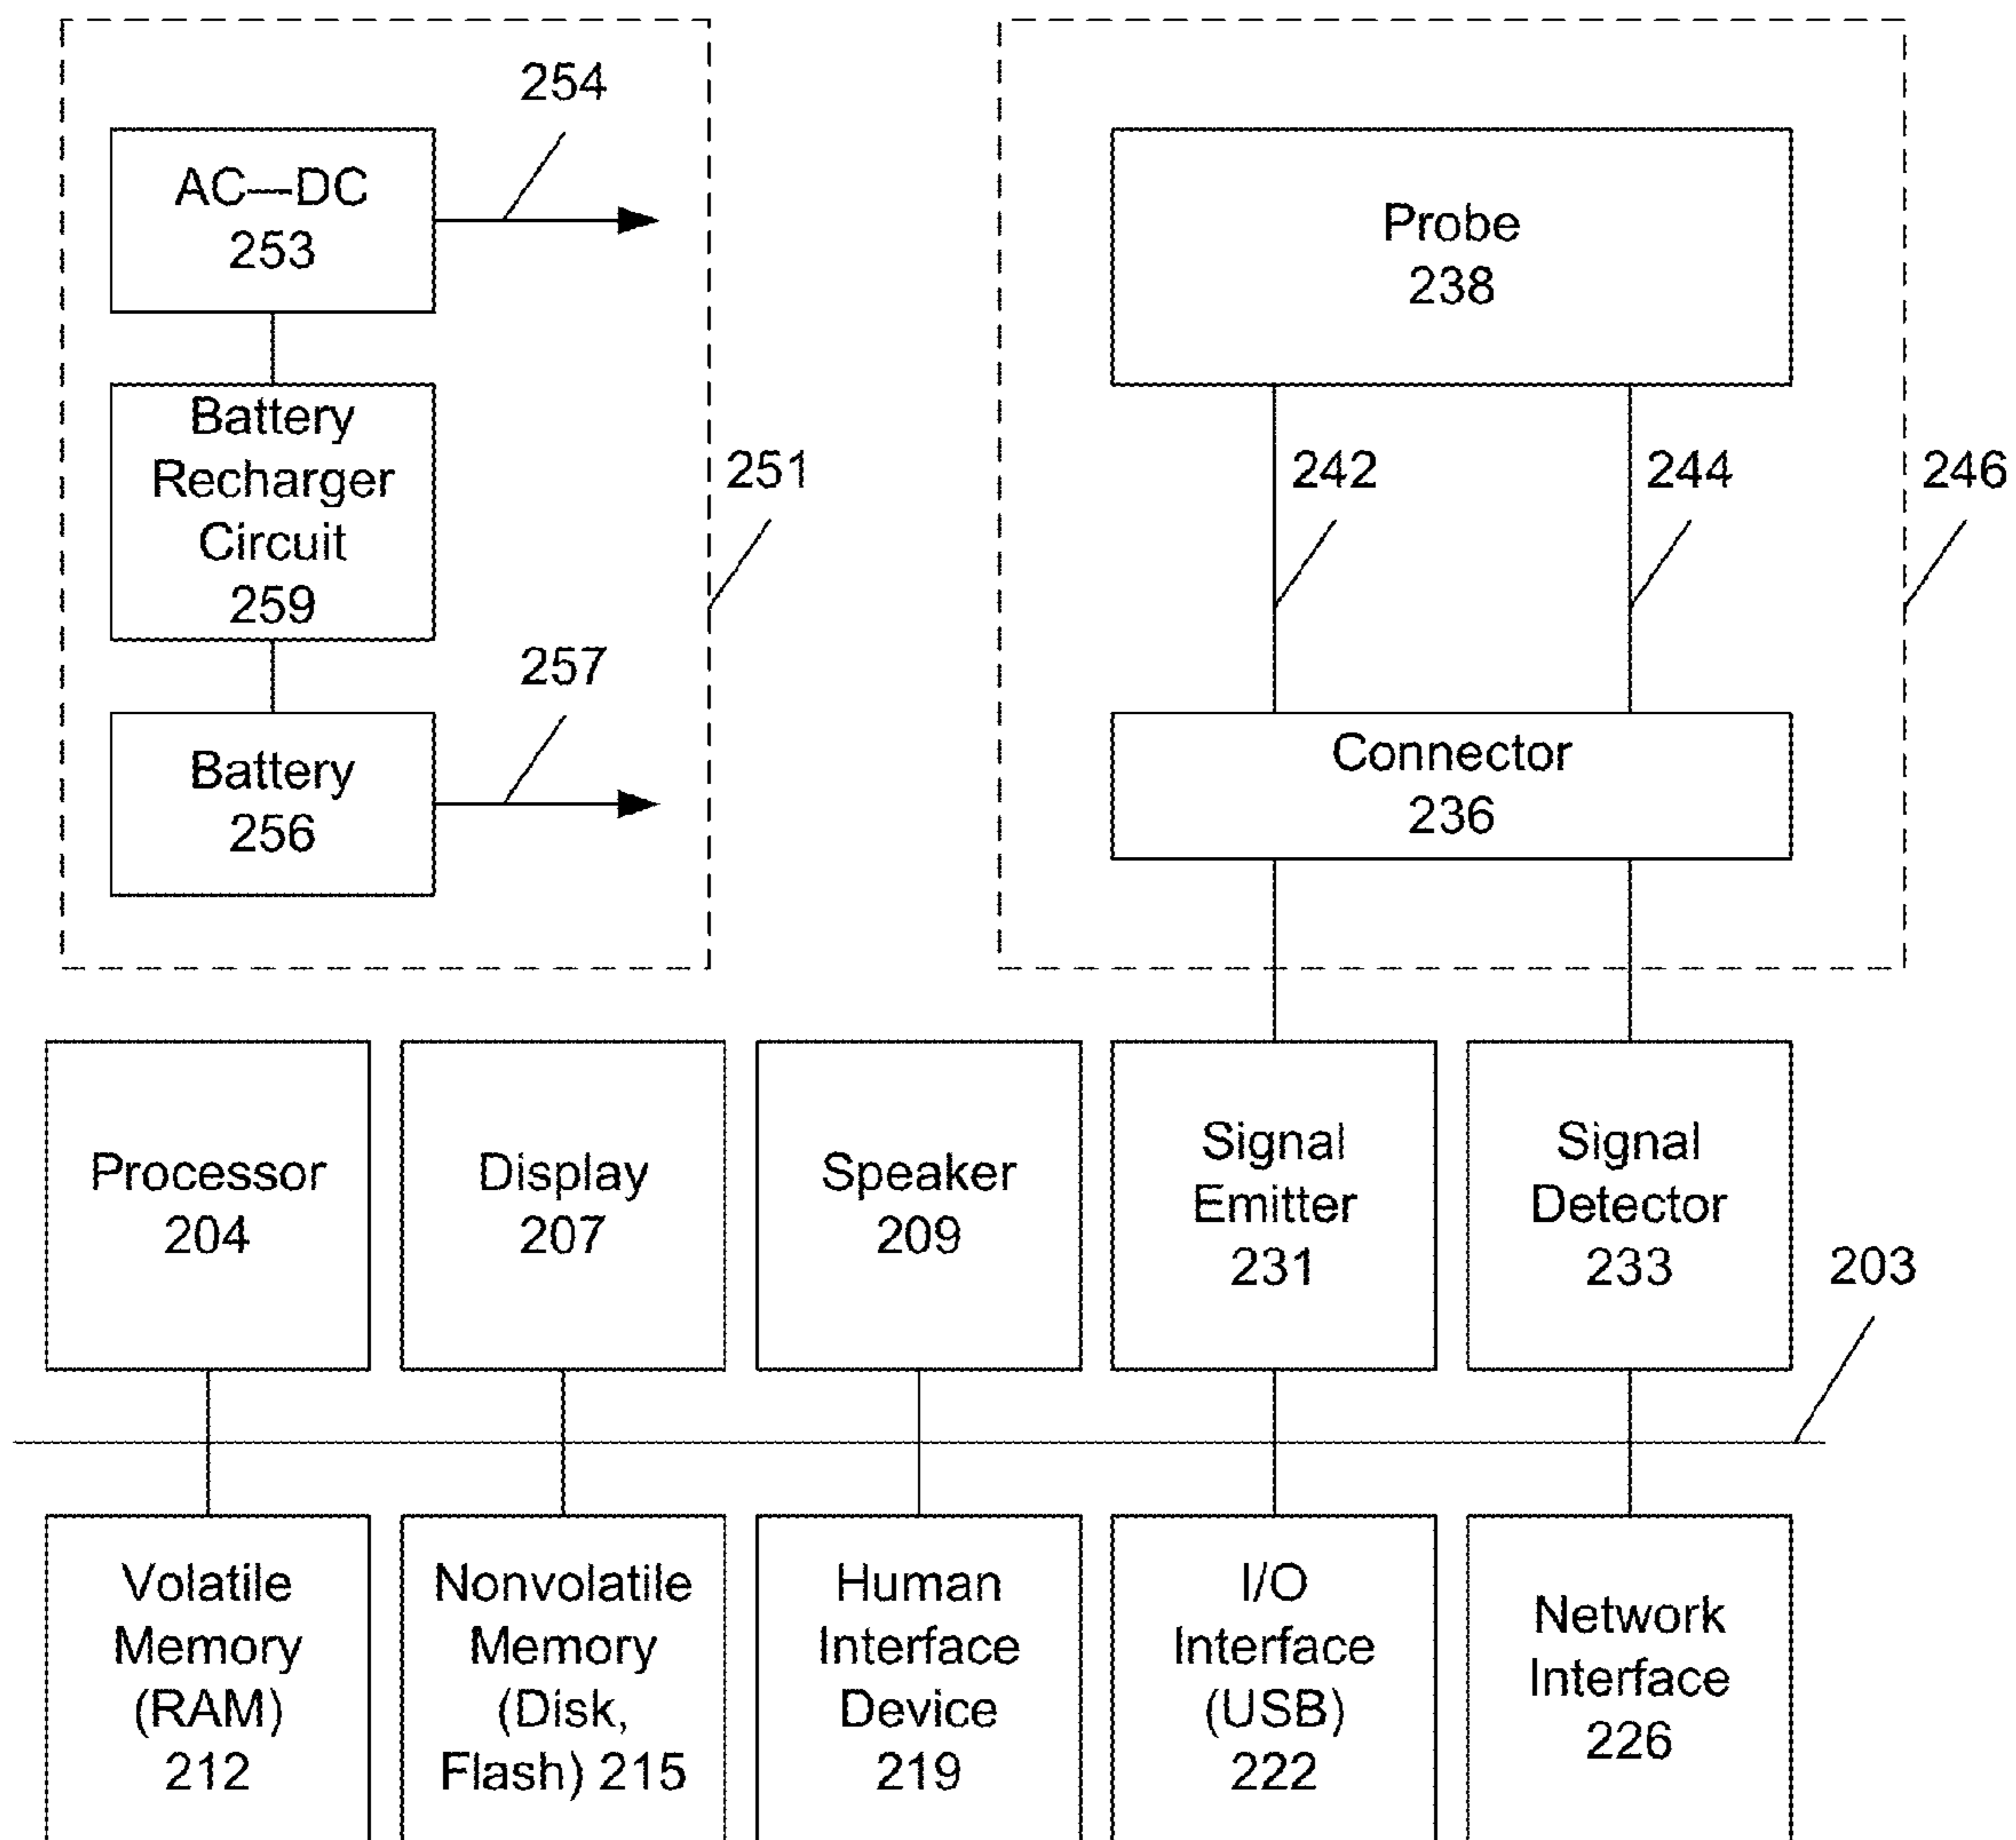 254
AC—DC
253
Probe
238
Battery
Recharger
Circuit
259
251
242
244
246
257
Battery
256
Connector
236
Processor
204
Display
207
Speaker
209
Signal
Emitter
231
Signal
Detector
233
203
Volatile
Memory
(RAM)
212
Nonvolatile
Memory
(Disk,
Flash) 215
Human
Interface
Device
219
I/O
Interface
(USB)
222
Network
Interface
226